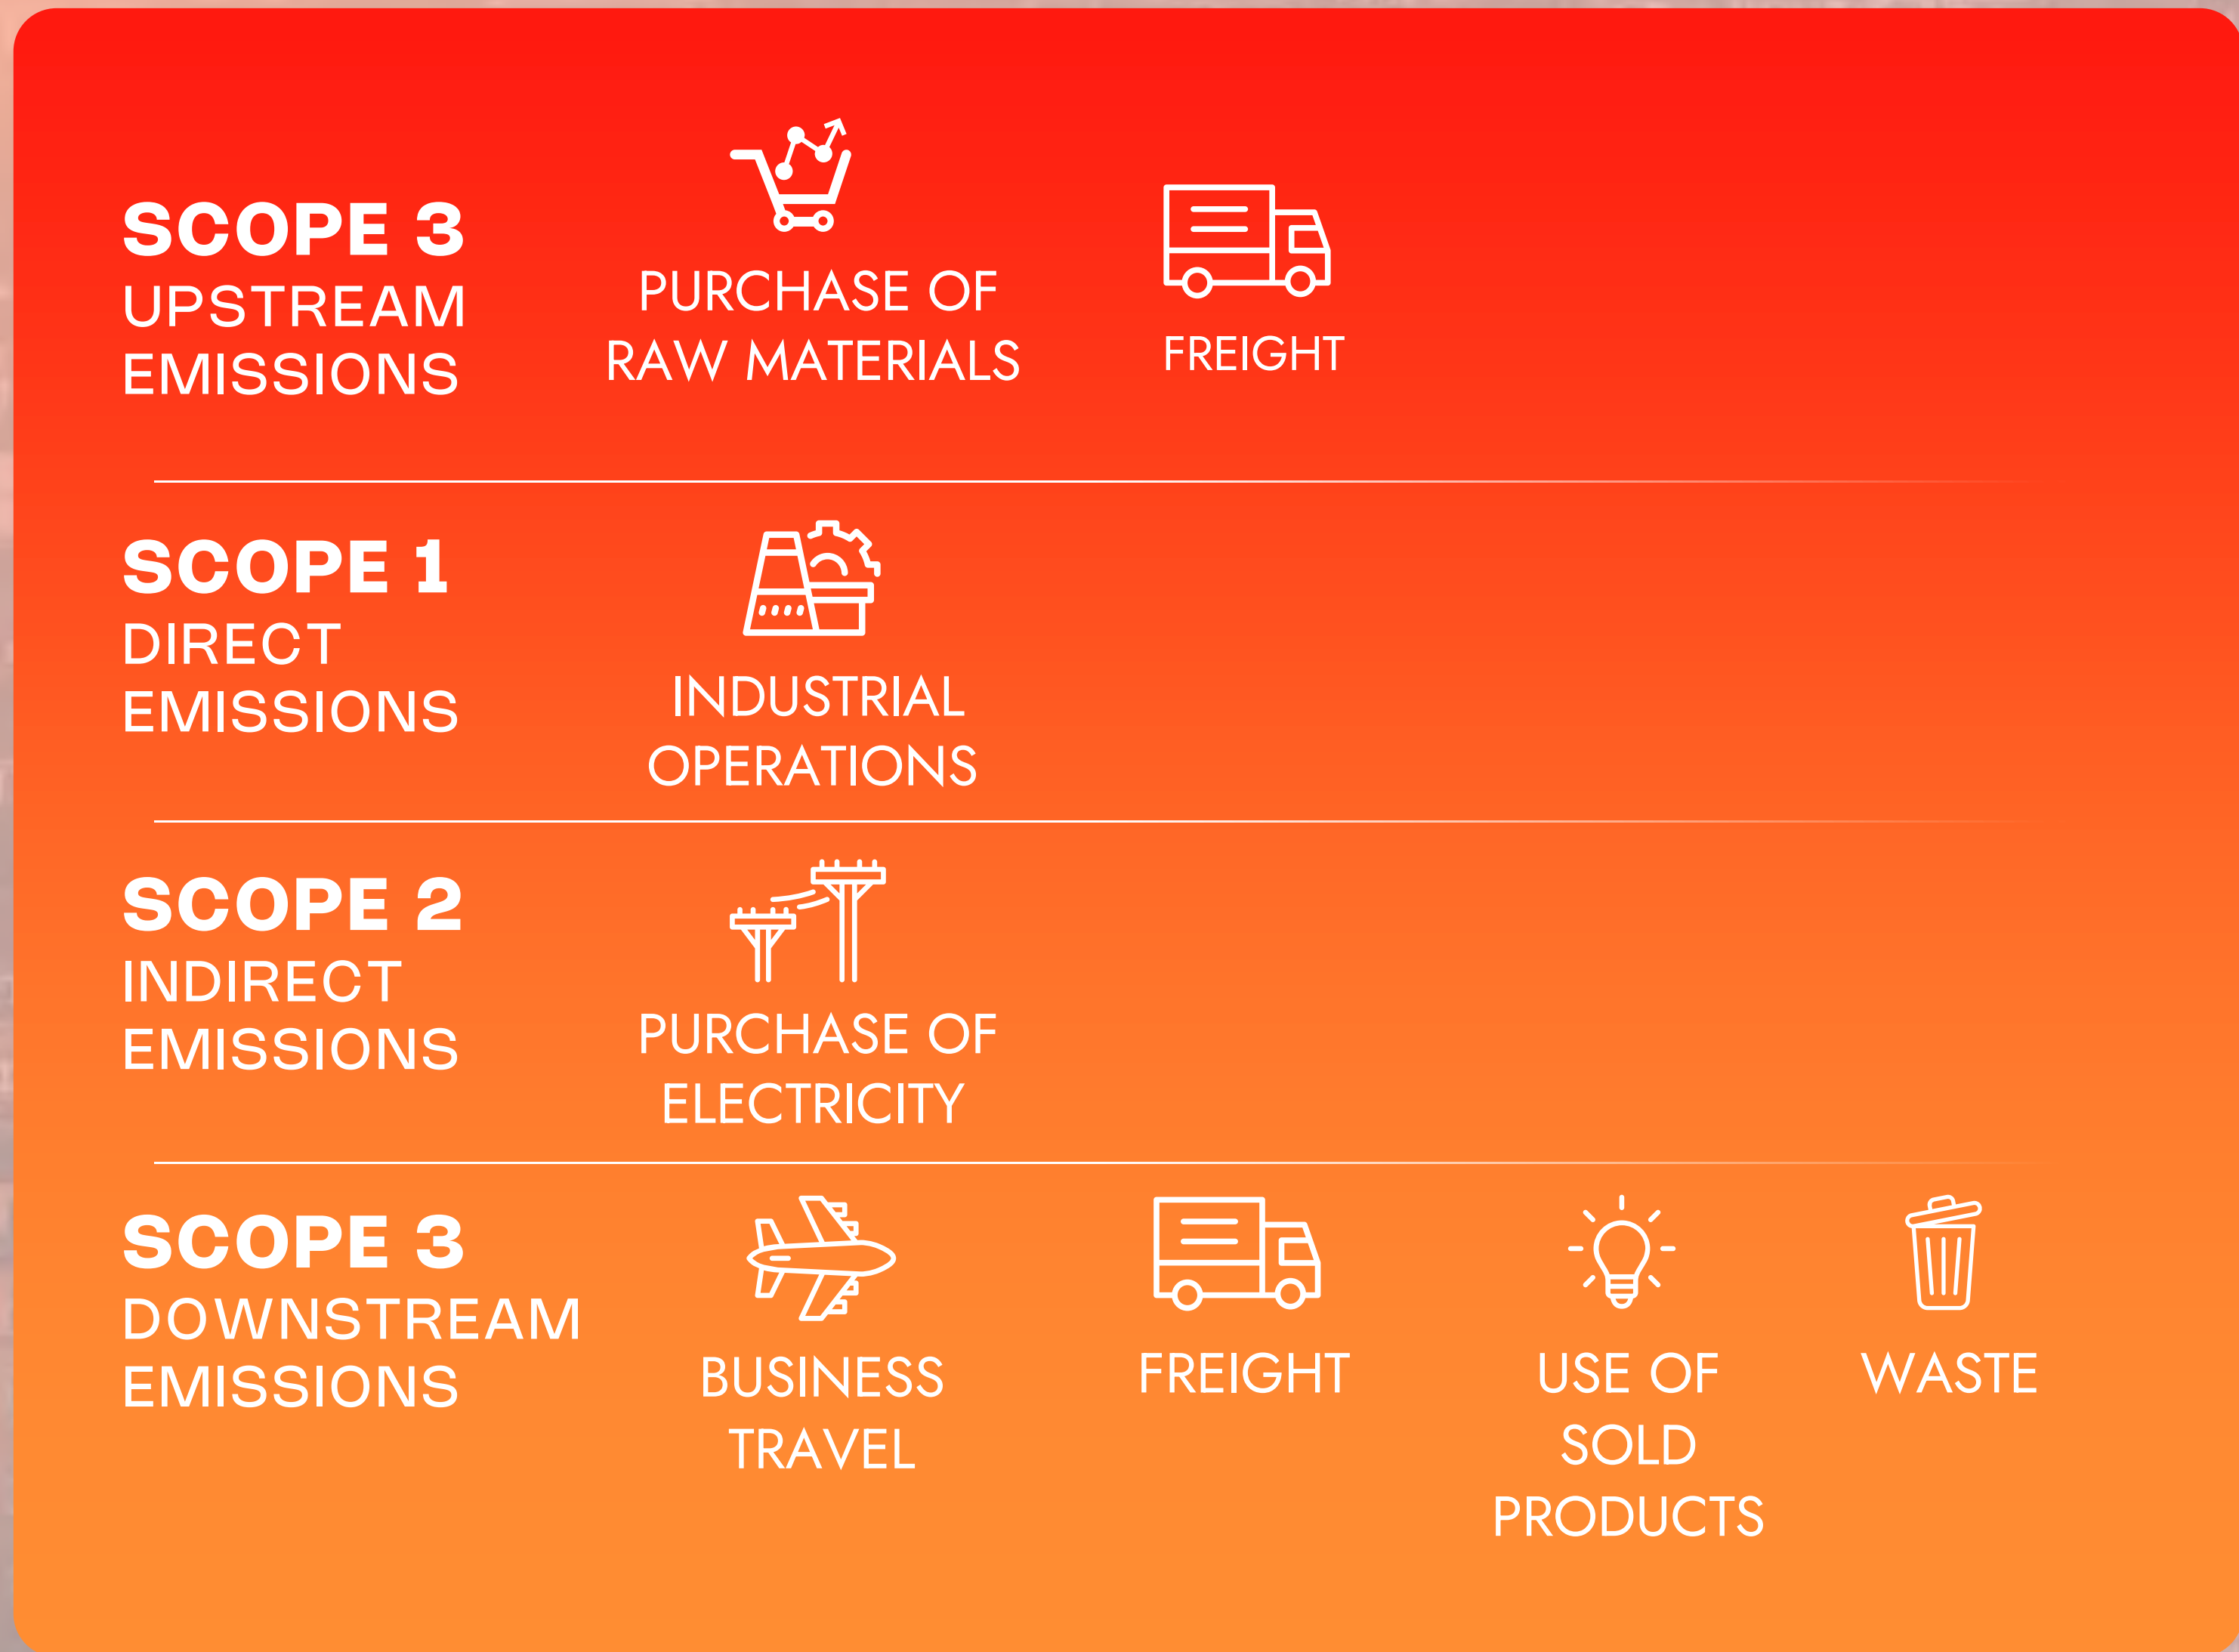 SCOPE 3
UPSTREAM
EMISSIONS
PURCHASE OF
RAW MATERIALS
FREIGHT
SCOPE 1
DIRECT
EMISSIONS
INDUSTRIAL
OPERATIONS
SCOPE 2
INDIRECT
EMISSIONS
PURCHASE OF
ELECTRICITY
SCOPE 3
DOWNSTREAM
EMISSIONS
BUSINESS
TRAVEL
FREIGHT
USE OF
SOLD
PRODUCTS
WASTE